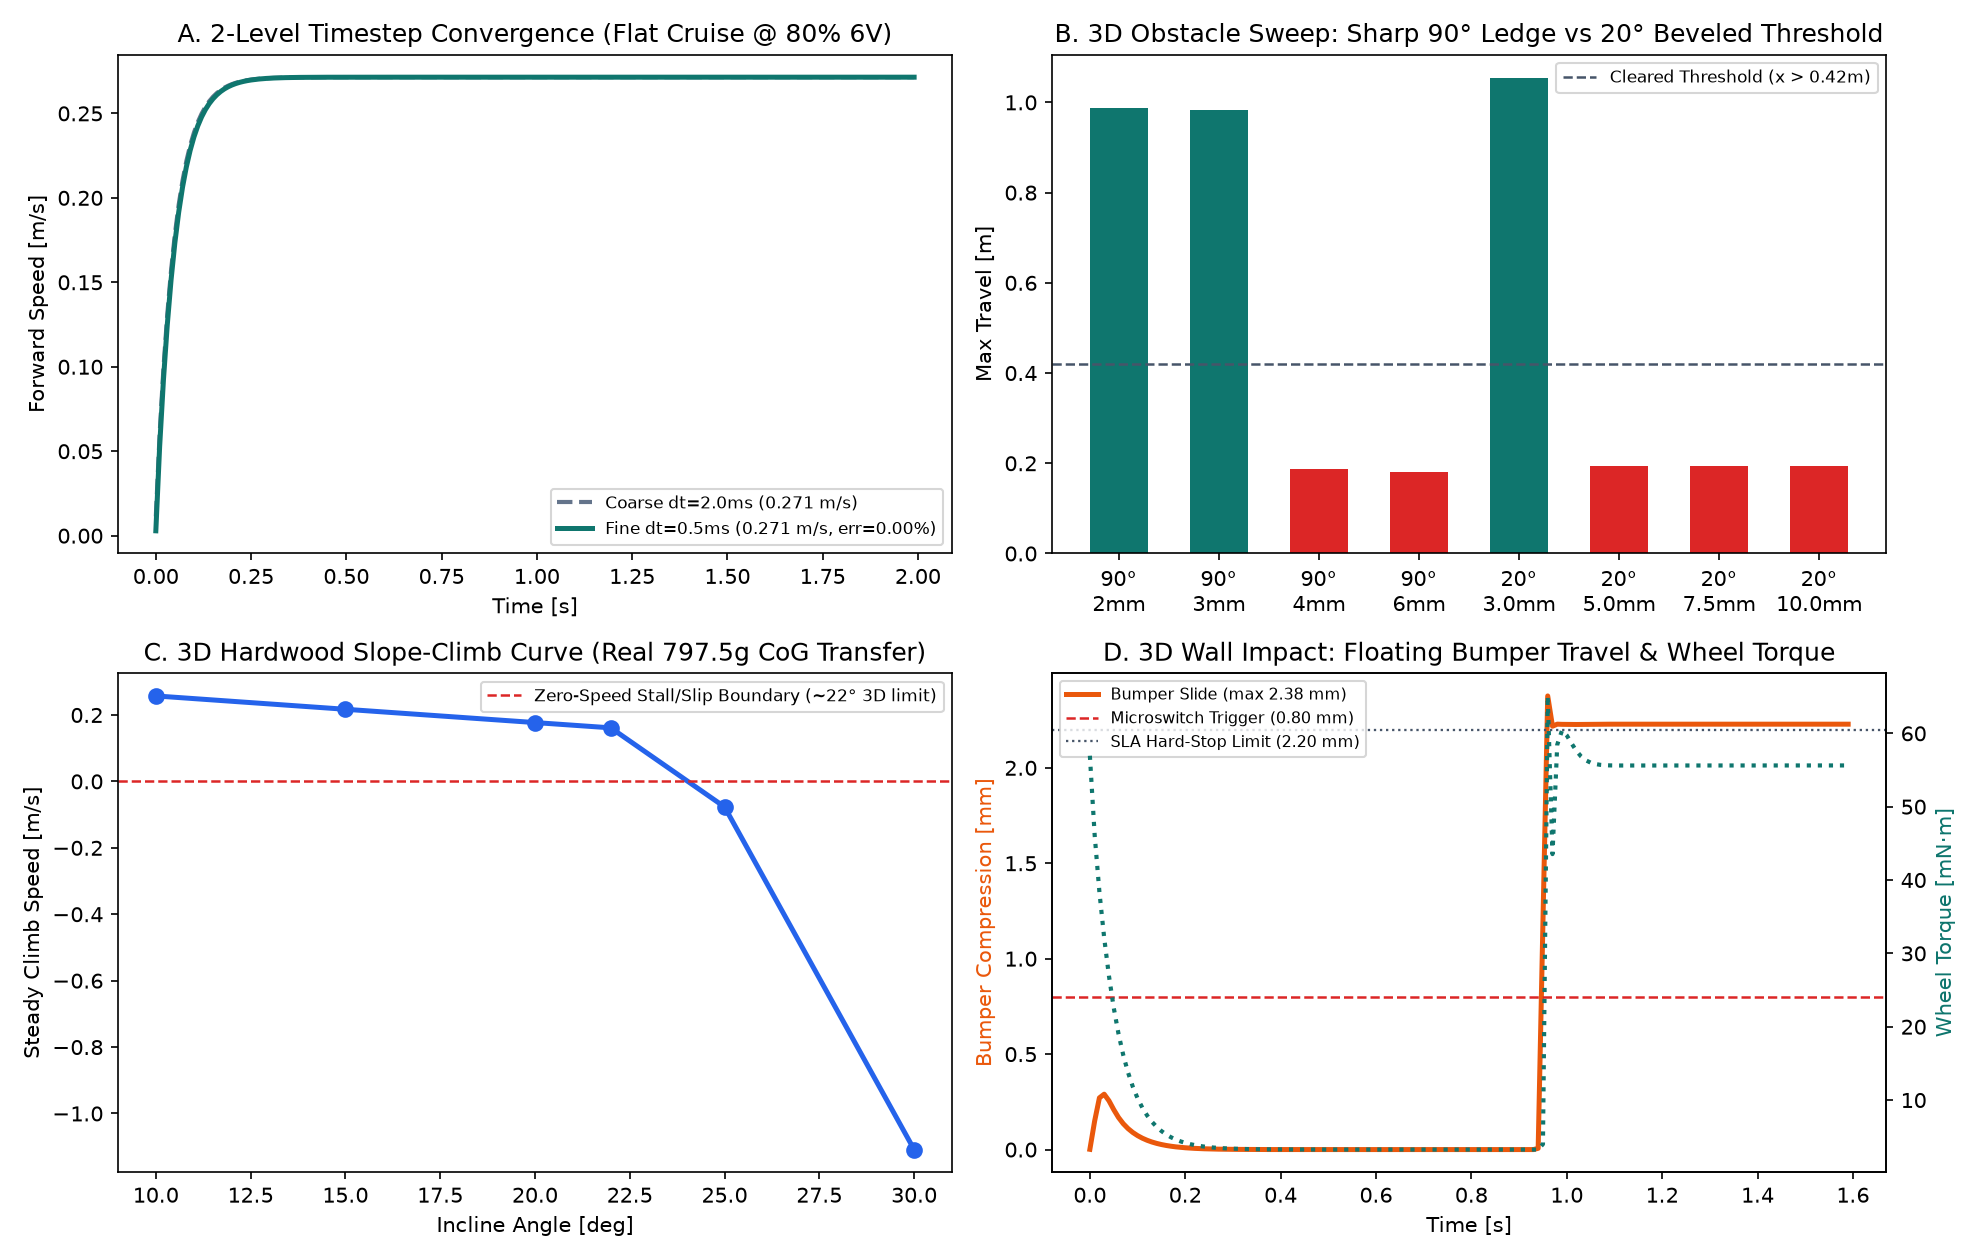 A. 2-Level Timestep Convergence (Flat Cruise @ 80% 6V)
Forward Speed [m/s]
0.25
0.20
0.15
0.10
0.05
0.00
Coarse dt=2.0ms (0.271 m/s)
Fine dt=0.5ms (0.271 m/s, err=0.00%)
0.00 0.25 0.50 0.75 1.00 1.25 1.50 1.75 2.00
Time [s]
B. 3D Obstacle Sweep: Sharp 90° Ledge vs 20° Beveled Threshold
Max Travel [m]
Cleared Threshold (x > 0.42m)
1.0
0.8
0.6
0.4
0.2
0.0
90° 90° 90° 90° 20° 20° 20° 20°
2mm 3mm 4mm 6mm 3.0mm 5.0mm 7.5mm 10.0mm
C. 3D Hardwood Slope-Climb Curve (Real 797.5g CoG Transfer)
Steady Climb Speed [m/s]
Zero-Speed Stall/Slip Boundary (~22° 3D limit)
0.2
0.0
−0.2
−0.4
−0.6
−0.8
−1.0
10.0 12.5 15.0 17.5 20.0 22.5 25.0 27.5 30.0
Incline Angle [deg]
D. 3D Wall Impact: Floating Bumper Travel & Wheel Torque
Bumper Compression [mm]
Bumper Slide (max 2.38 mm)
Microswitch Trigger (0.80 mm)
SLA Hard-Stop Limit (2.20 mm)
2.0
1.5
1.0
0.5
0.0
60
50
40
30
20
10
Wheel Torque [mN·m]
0.0 0.2 0.4 0.6 0.8 1.0 1.2 1.4 1.6
Time [s]